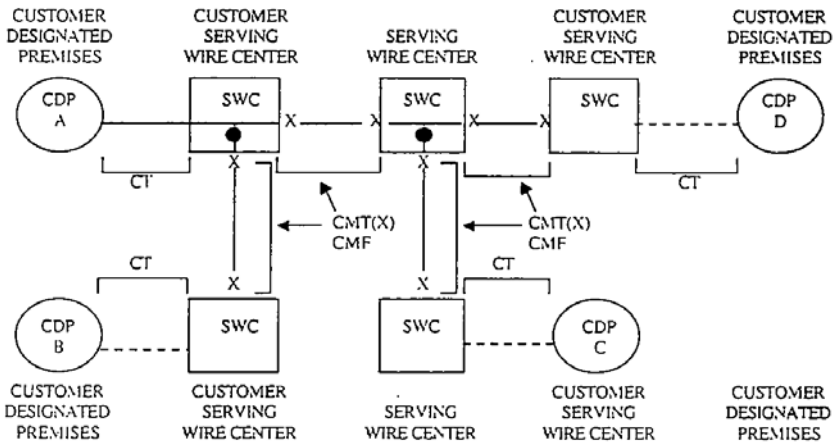 CUSTOMER DESIGNATED PREMISES
CUSTOMER SERVING WIRE CENTER
SERVING WIRE CENTER
CUSTOMER SERVING WIRE CENTER
CUSTOMER DESIGNATED PREMISES
CDP A
SWC
SWC
SWC
CDP D
X X X X
X X
CT
CT
CMT(X)
CMF
CMT(X)
CMF
CT
CT
X X
CDP B
SWC
SWC
CDP C
CUSTOMER DESIGNATED PREMISES
CUSTOMER SERVING WIRE CENTER
SERVING WIRE CENTER
CUSTOMER SERVING WIRE CENTER
CUSTOMER DESIGNATED PREMISES